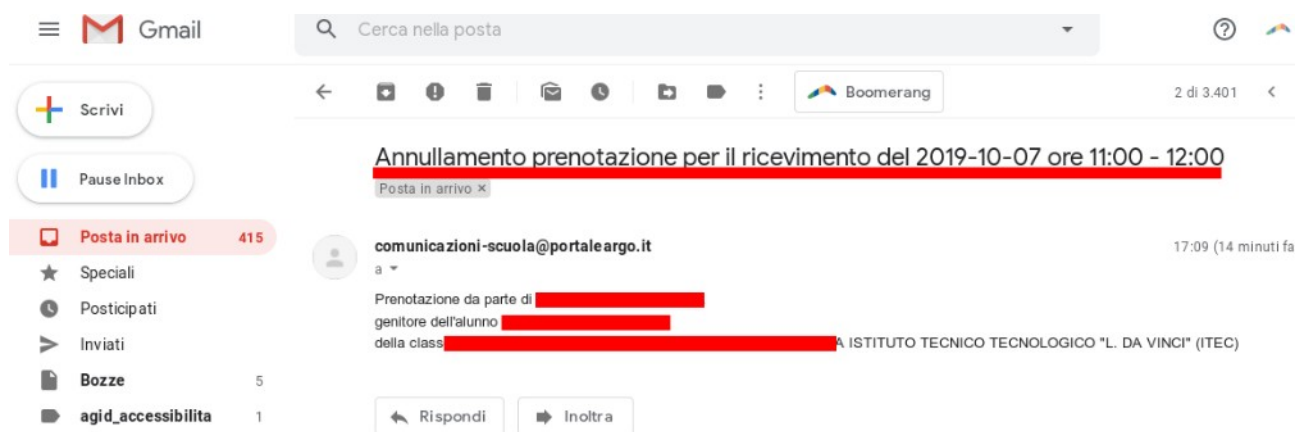 Gmail
Cerca nella posta
Scrivi
Boomerang
2 di 3.401
Annullamento prenotazione per il ricevimento del 2019-10-07 ore 11:00 - 12:00
Posta in arrivo ×
Pause Inbox
Posta in arrivo 415
Speciali
Posticipati
Inviati
Bozze 5
agid_accessibilita 1
comunicazioni-scuola@portaleargo.it
17:09 (14 minuti fa
a
Prenotazione da parte di
genitore dell'alunno
della class
A ISTITUTO TECNICO TECNOLOGICO "L. DA VINCI" (ITEC)
Rispondi
Inoltra